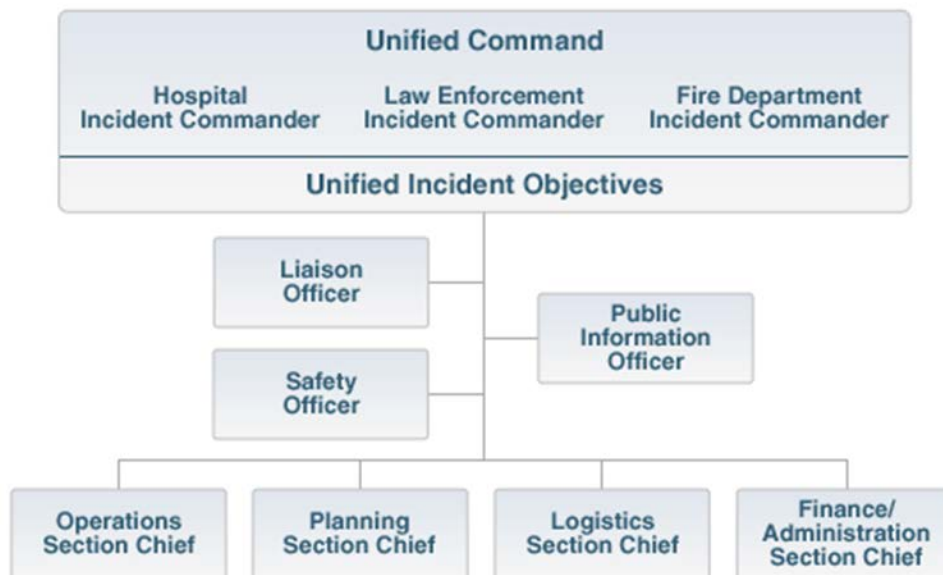 Unified Command
Hospital
Incident Commander
Law Enforcement
Incident Commander
Fire Department
Incident Commander
Unified Incident Objectives
Liaison
Officer
Public
Information
Officer
Safety
Officer
Operations
Section Chief
Planning
Section Chief
Logistics
Section Chief
Finance/
Administration
Section Chief